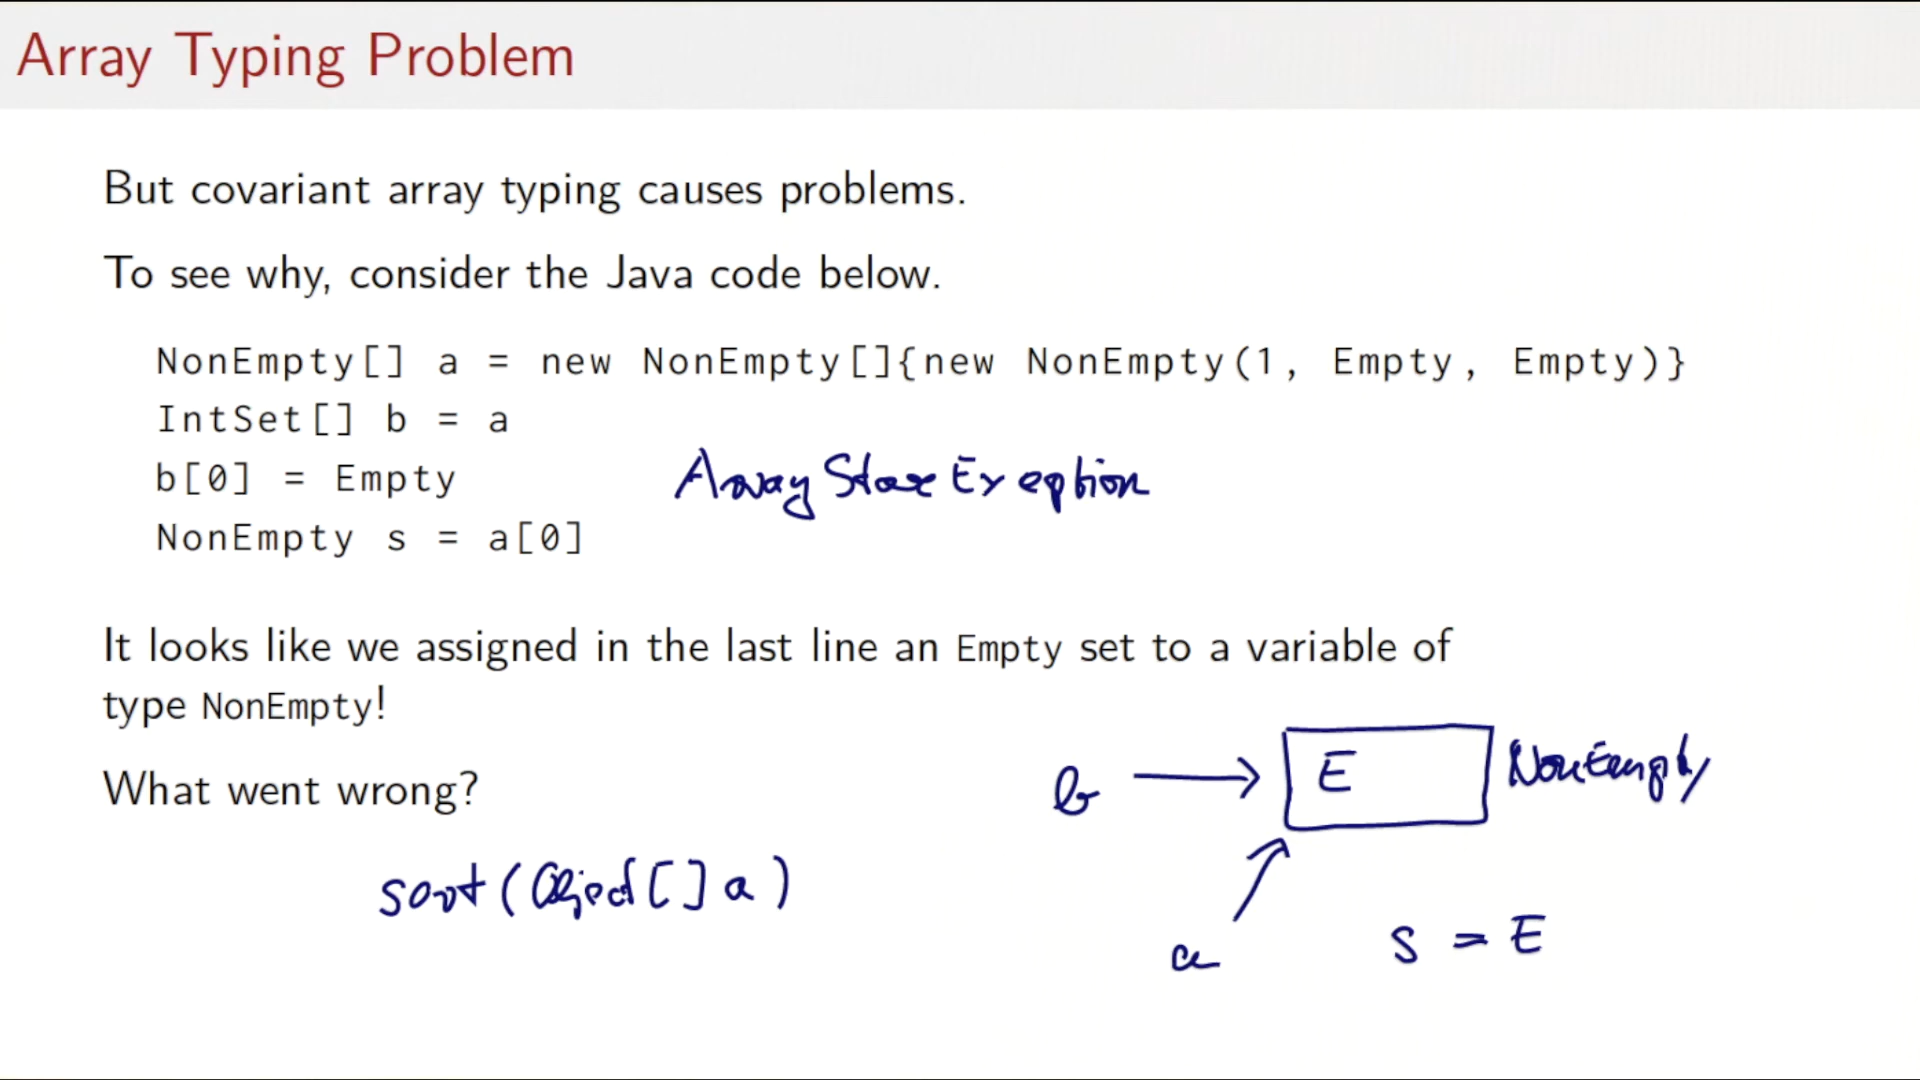 Array Typing Problem
But covariant array typing causes problems.
To see why, consider the Java code below.
NonEmpty[] a = new NonEmpty[]{new NonEmpty(1, Empty, Empty)}
IntSet[] b = a
b[0] = Empty
ArrayStoreException
NonEmpty s = a[0]
It looks like we assigned in the last line an Empty set to a variable of
type NonEmpty!
What went wrong?
b → E NonEmpty
sort(Object[] a)
a
s = E